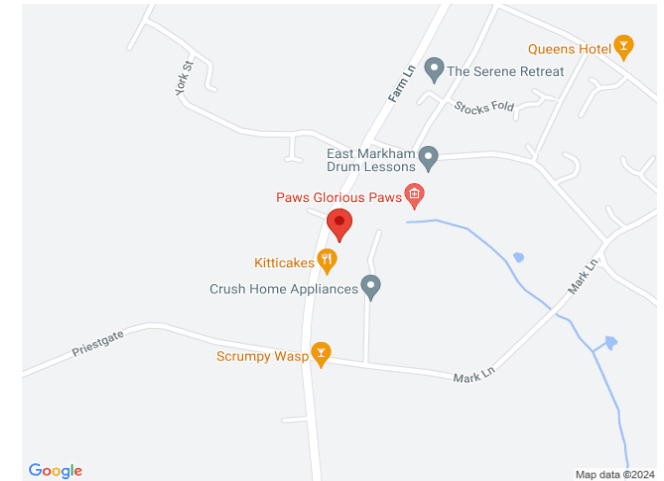 Queens Hotel
The Serene Retreat
Farm Ln
York St
Stocks Fold
East Markham
Drum Lessons
Paws Glorious Paws
Kitticakes
Crush Home Appliances
Mark Ln
Priestgate
Scrumpy Wasp
Mark Ln
Google
Map data ©2024